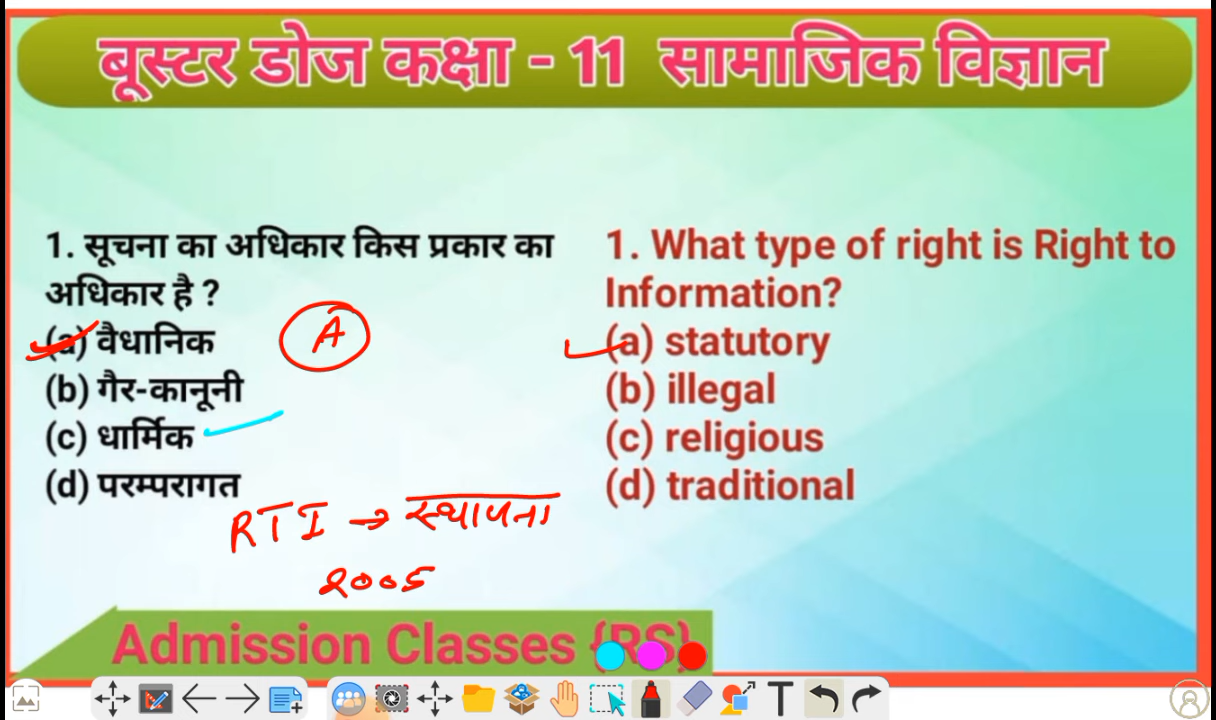 बूस्टर डोज कक्षा - 11 सामाजिक विज्ञान
1. सूचना का अधिकार किस प्रकार का
अधिकार है ?
(a) वैधानिक
(b) गैर-कानूनी
(c) धार्मिक
(d) परम्परागत
A
1. What type of right is Right to
Information?
(a) statutory
(b) illegal
(c) religious
(d) traditional
RTI → स्थापना
2005
Admission Classes {RS}
T